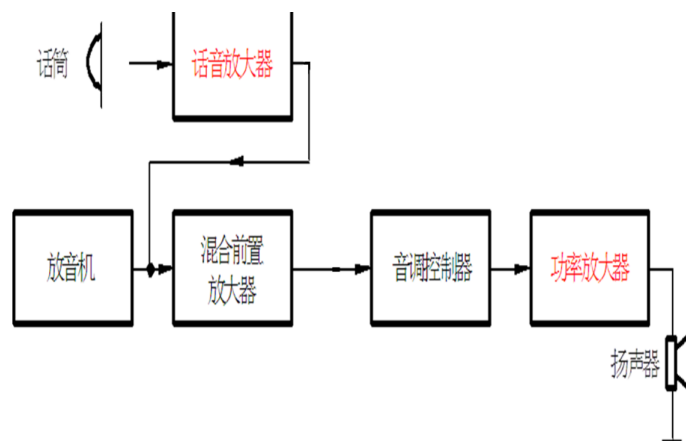 话筒
话音放大器
放音机
混合前置
放大器
音调控制器
功率放大器
扬声器